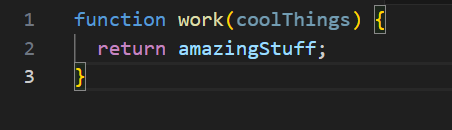 1 function work(coolThings) {
2   return amazingStuff;
3 }